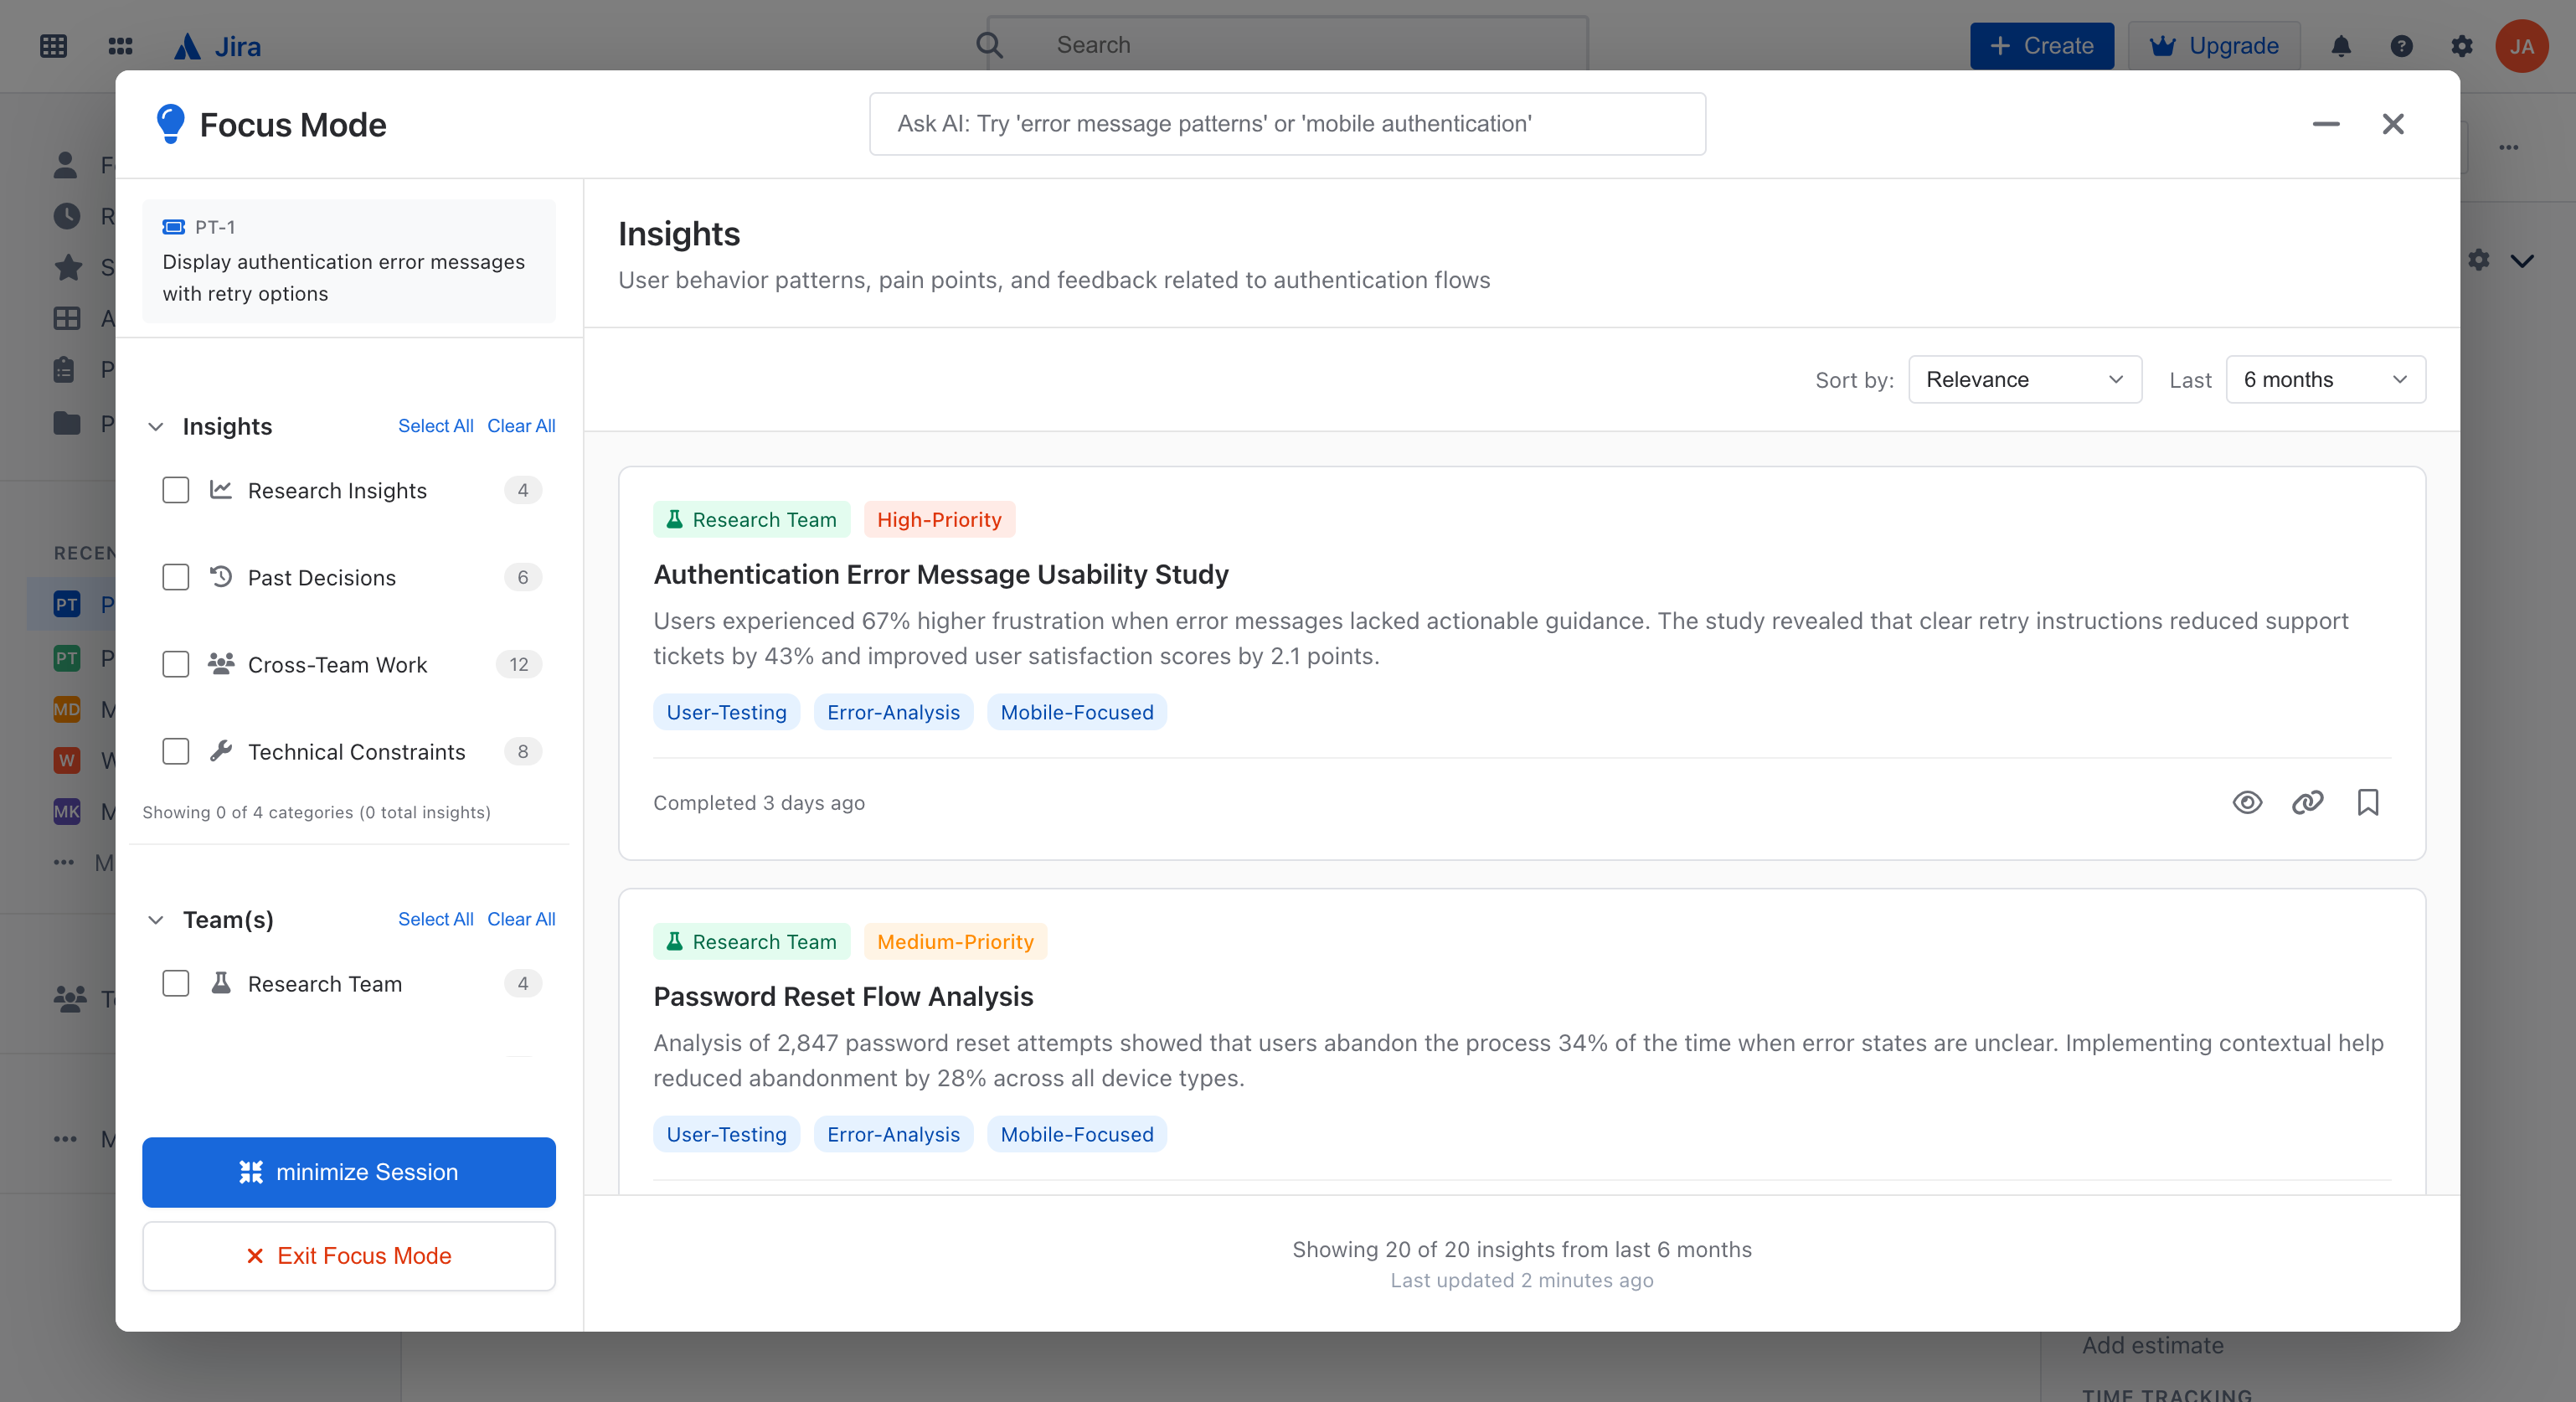 Jira
Search
Create
Upgrade
JA
Focus Mode
Ask AI: Try 'error message patterns' or 'mobile authentication'
PT-1
Display authentication error messages
with retry options
Insights
Select All
Clear All
Research Insights
4
Past Decisions
6
Cross-Team Work
12
Technical Constraints
8
Showing 0 of 4 categories (0 total insights)
Team(s)
Select All
Clear All
Research Team
4
minimize Session
Exit Focus Mode
Insights
User behavior patterns, pain points, and feedback related to authentication flows
Sort by:
Relevance
Last
6 months
Research Team
High-Priority
Authentication Error Message Usability Study
Users experienced 67% higher frustration when error messages lacked actionable guidance. The study revealed that clear retry instructions reduced support
tickets by 43% and improved user satisfaction scores by 2.1 points.
User-Testing
Error-Analysis
Mobile-Focused
Completed 3 days ago
Research Team
Medium-Priority
Password Reset Flow Analysis
Analysis of 2,847 password reset attempts showed that users abandon the process 34% of the time when error states are unclear. Implementing contextual help
reduced abandonment by 28% across all device types.
User-Testing
Error-Analysis
Mobile-Focused
Showing 20 of 20 insights from last 6 months
Last updated 2 minutes ago
PT
PT
MD
W
MK
Add estimate
TIME TRACKING